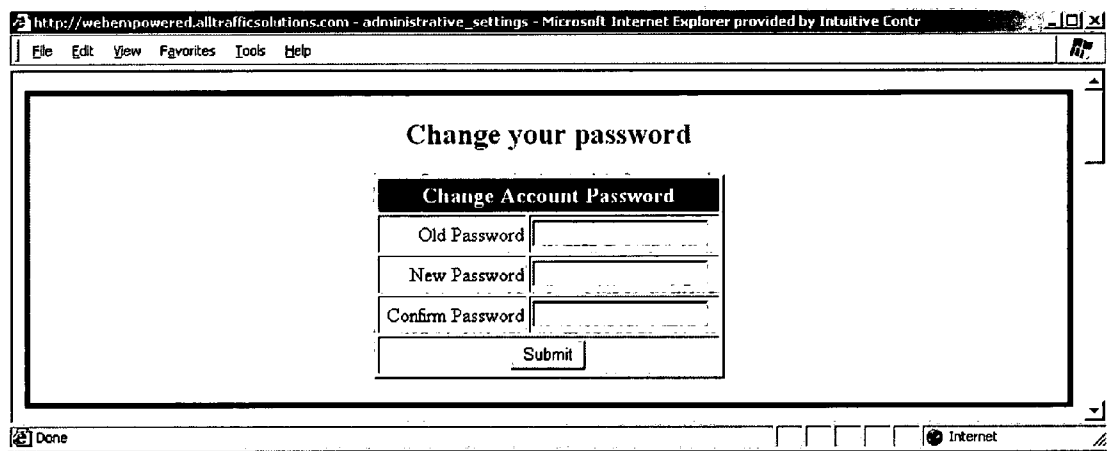 http://webempowered.alltrafficsolutions.com - administrative_settings - Microsoft Internet Explorer provided by Intuitive Contr
File Edit View Favorites Tools Help
Change your password
Change Account Password
Old Password
New Password
Confirm Password
Submit
Done
Internet